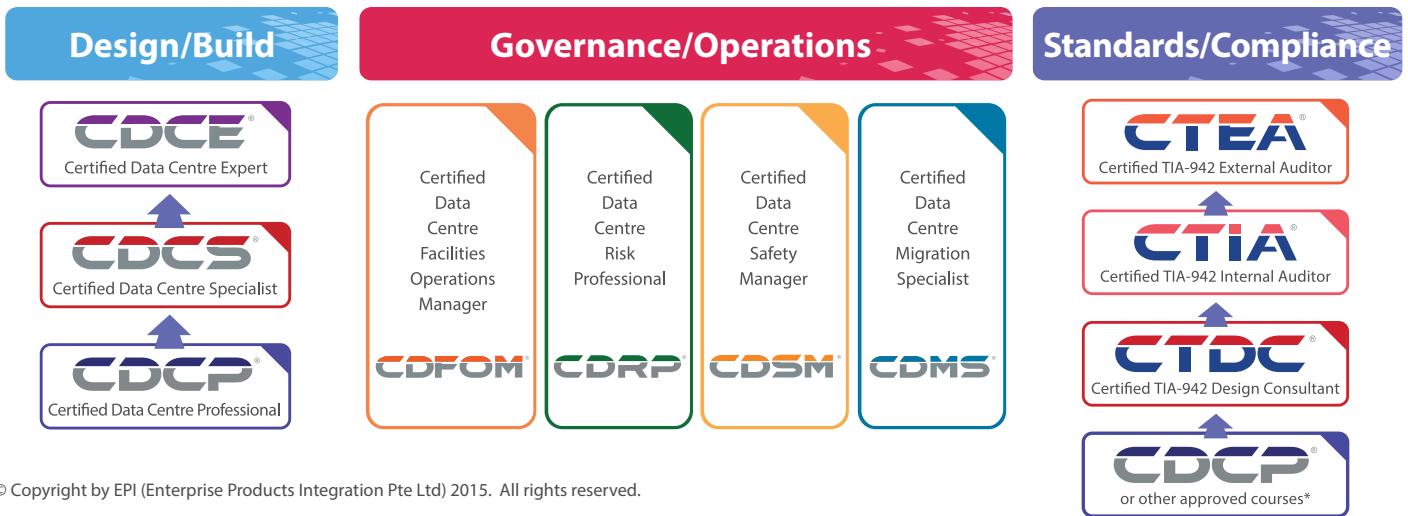 Design/Build
CDCE®
Certified Data Centre Expert
CDCS®
Certified Data Centre Specialist
CDCP®
Certified Data Centre Professional
Governance/Operations
Certified
Data
Centre
Facilities
Operations
Manager
CDFOM®
Certified
Data
Centre
Risk
Professional
CDRP®
Certified
Data
Centre
Safety
Manager
CDSM®
Certified
Data
Centre
Migration
Specialist
CDMS®
Standards/Compliance
CTEA®
Certified TIA-942 External Auditor
CTIA®
Certified TIA-942 Internal Auditor
CTDC®
Certified TIA-942 Design Consultant
CDCP®
or other approved courses*
© Copyright by EPI (Enterprise Products Integration Pte Ltd) 2015. All rights reserved.